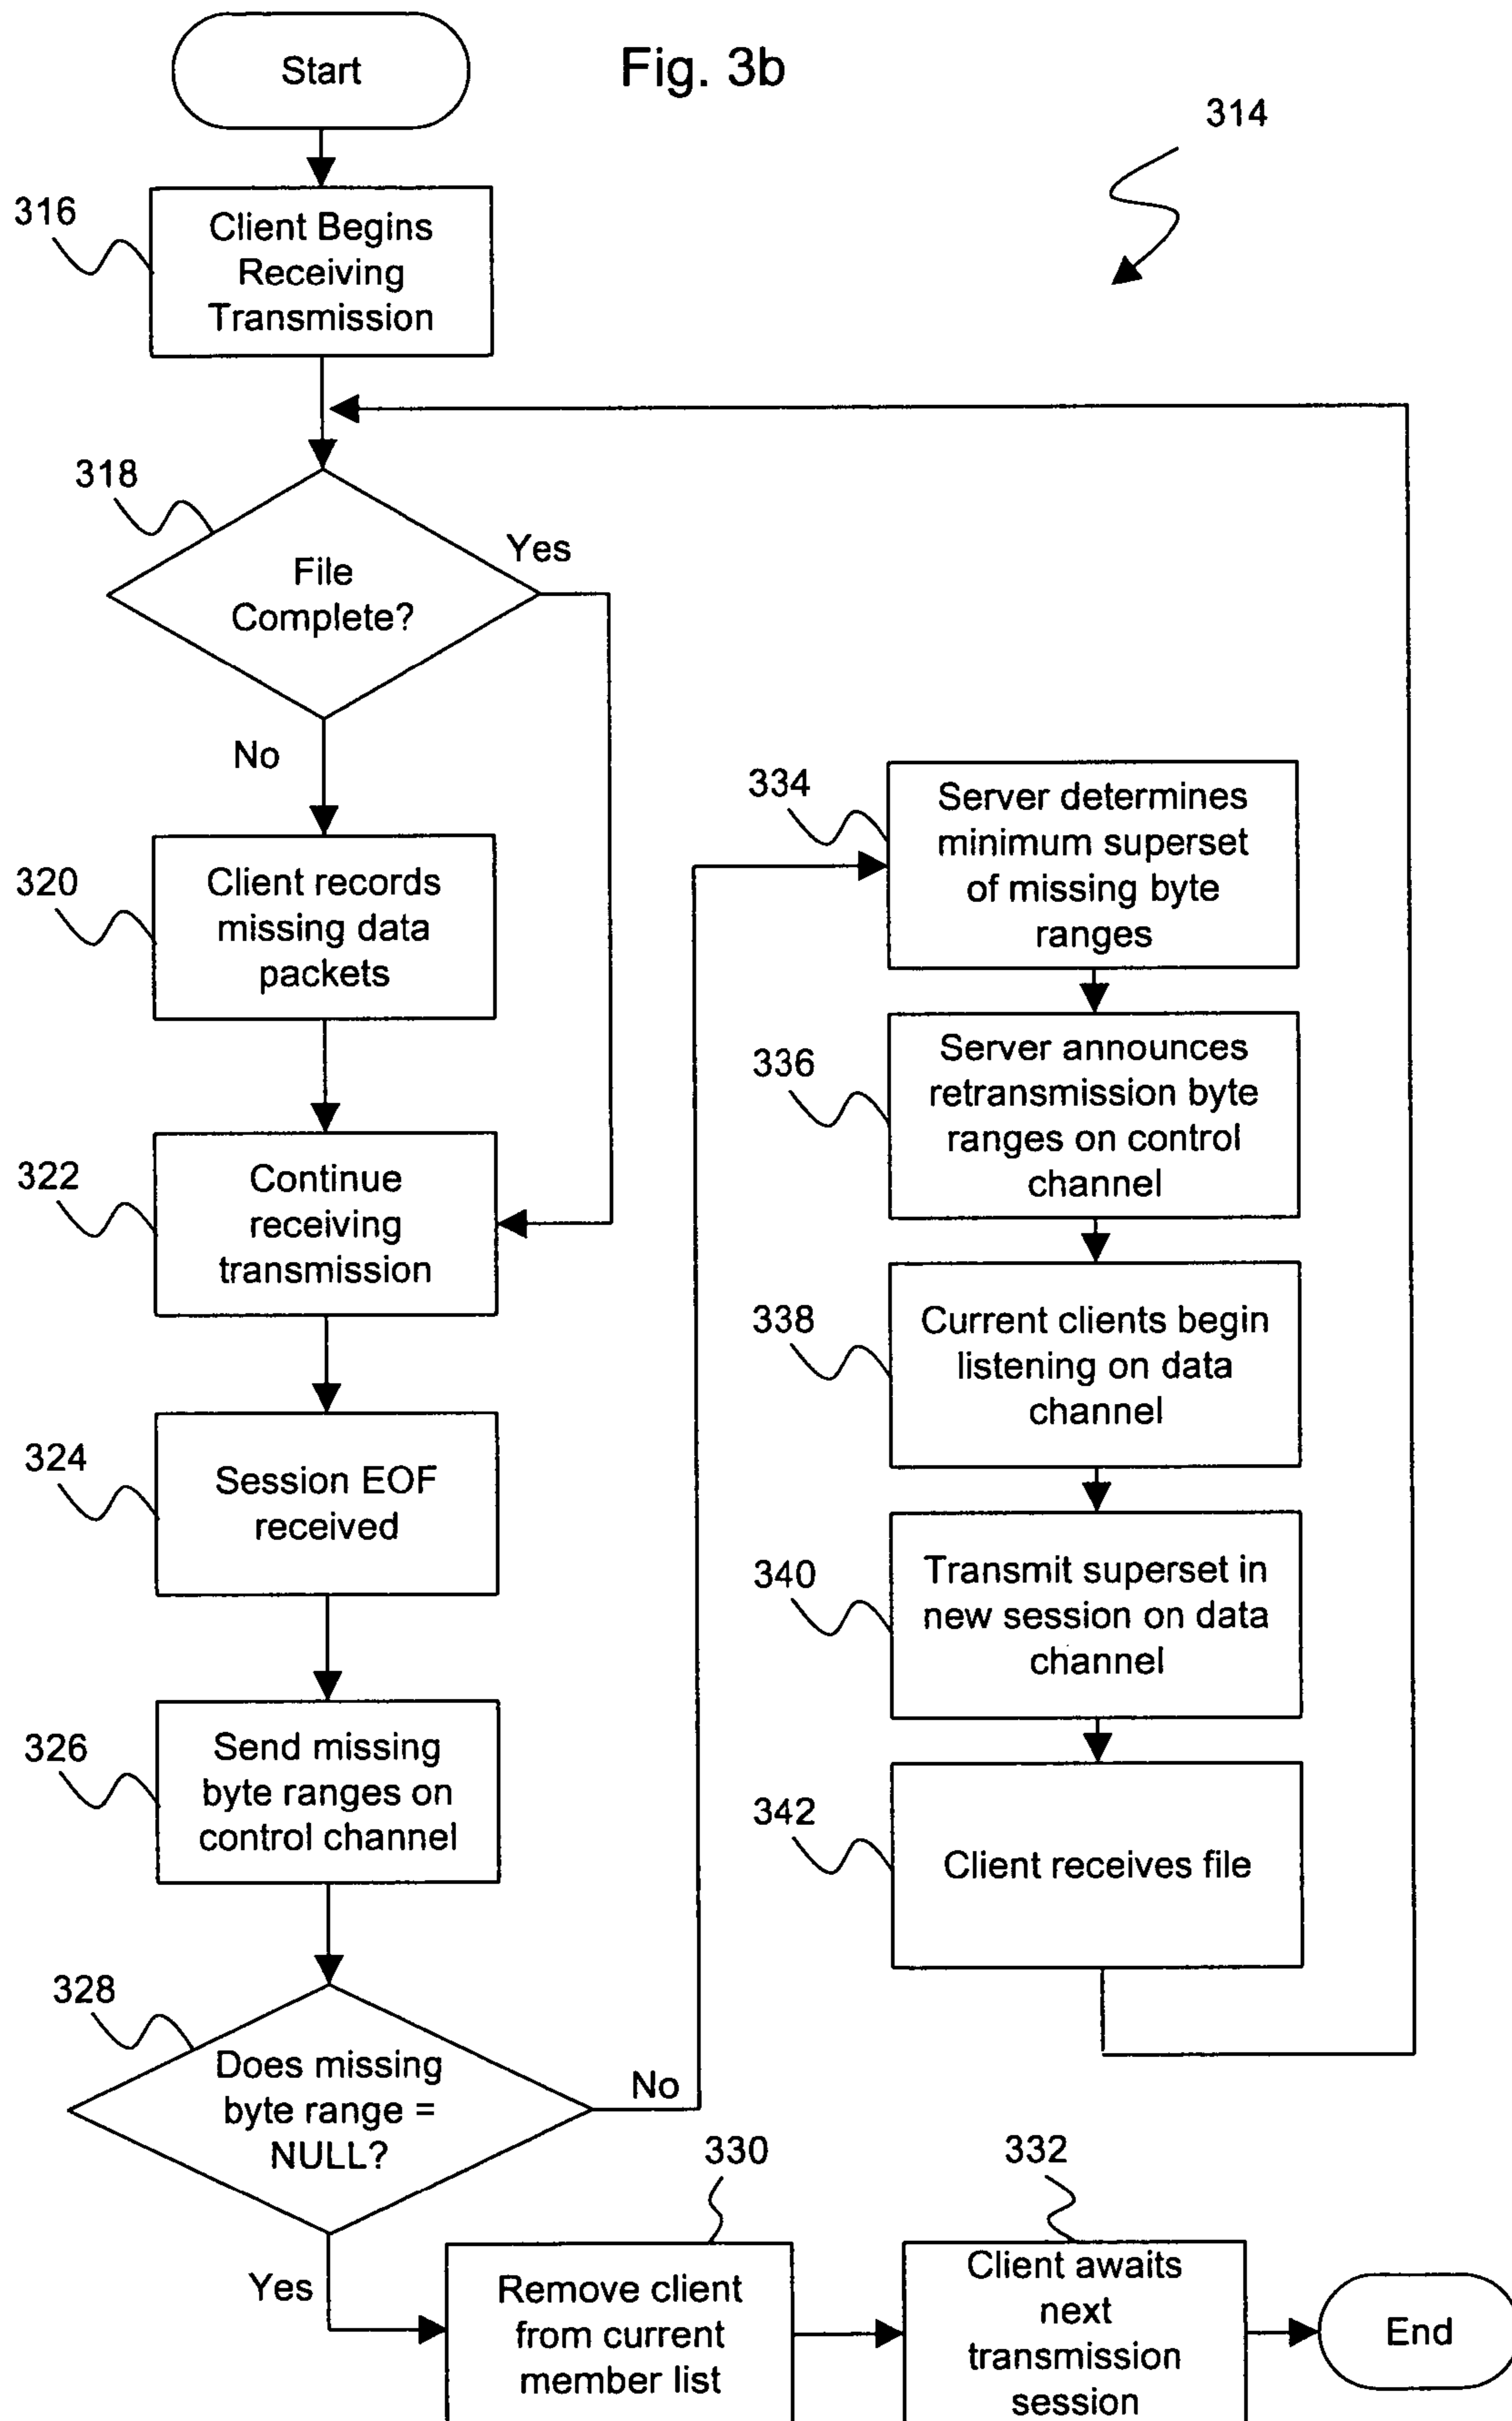 Start
Fig. 3b
314
316
Client Begins
Receiving
Transmission
318
File
Complete?
Yes
No
320
Client records
missing data
packets
322
Continue
receiving
transmission
324
Session EOF
received
326
Send missing
byte ranges on
control channel
328
Does missing
byte range =
NULL?
No
Yes
330
Remove client
from current
member list
332
Client awaits
next
transmission
session
End
334
Server determines
minimum superset
of missing byte
ranges
336
Server announces
retransmission byte
ranges on control
channel
338
Current clients begin
listening on data
channel
340
Transmit superset in
new session on data
channel
342
Client receives file